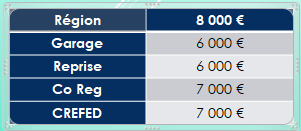 Région 8 000 €
Garage 6 000 €
Reprise 6 000 €
Co Reg 7 000 €
CREFED 7 000 €